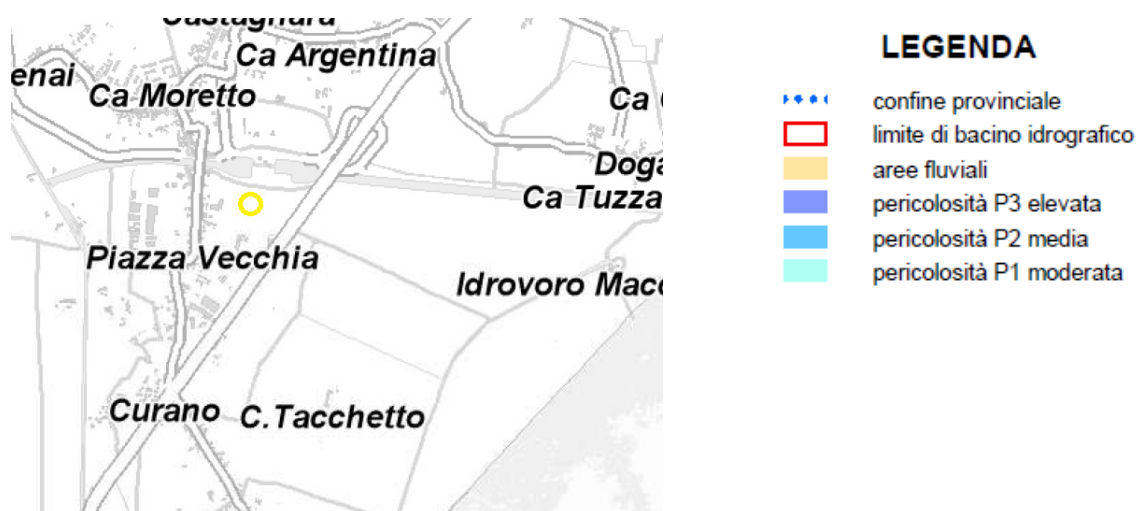 Castagnara
Ca Argentina
enai
Ca Moretto
Ca
Doga
Ca Tuzza
Piazza Vecchia
Idrovoro Mac
Curano
C.Tacchetto
LEGENDA
confine provinciale
limite di bacino idrografico
aree fluviali
pericolosità P3 elevata
pericolosità P2 media
pericolosità P1 moderata